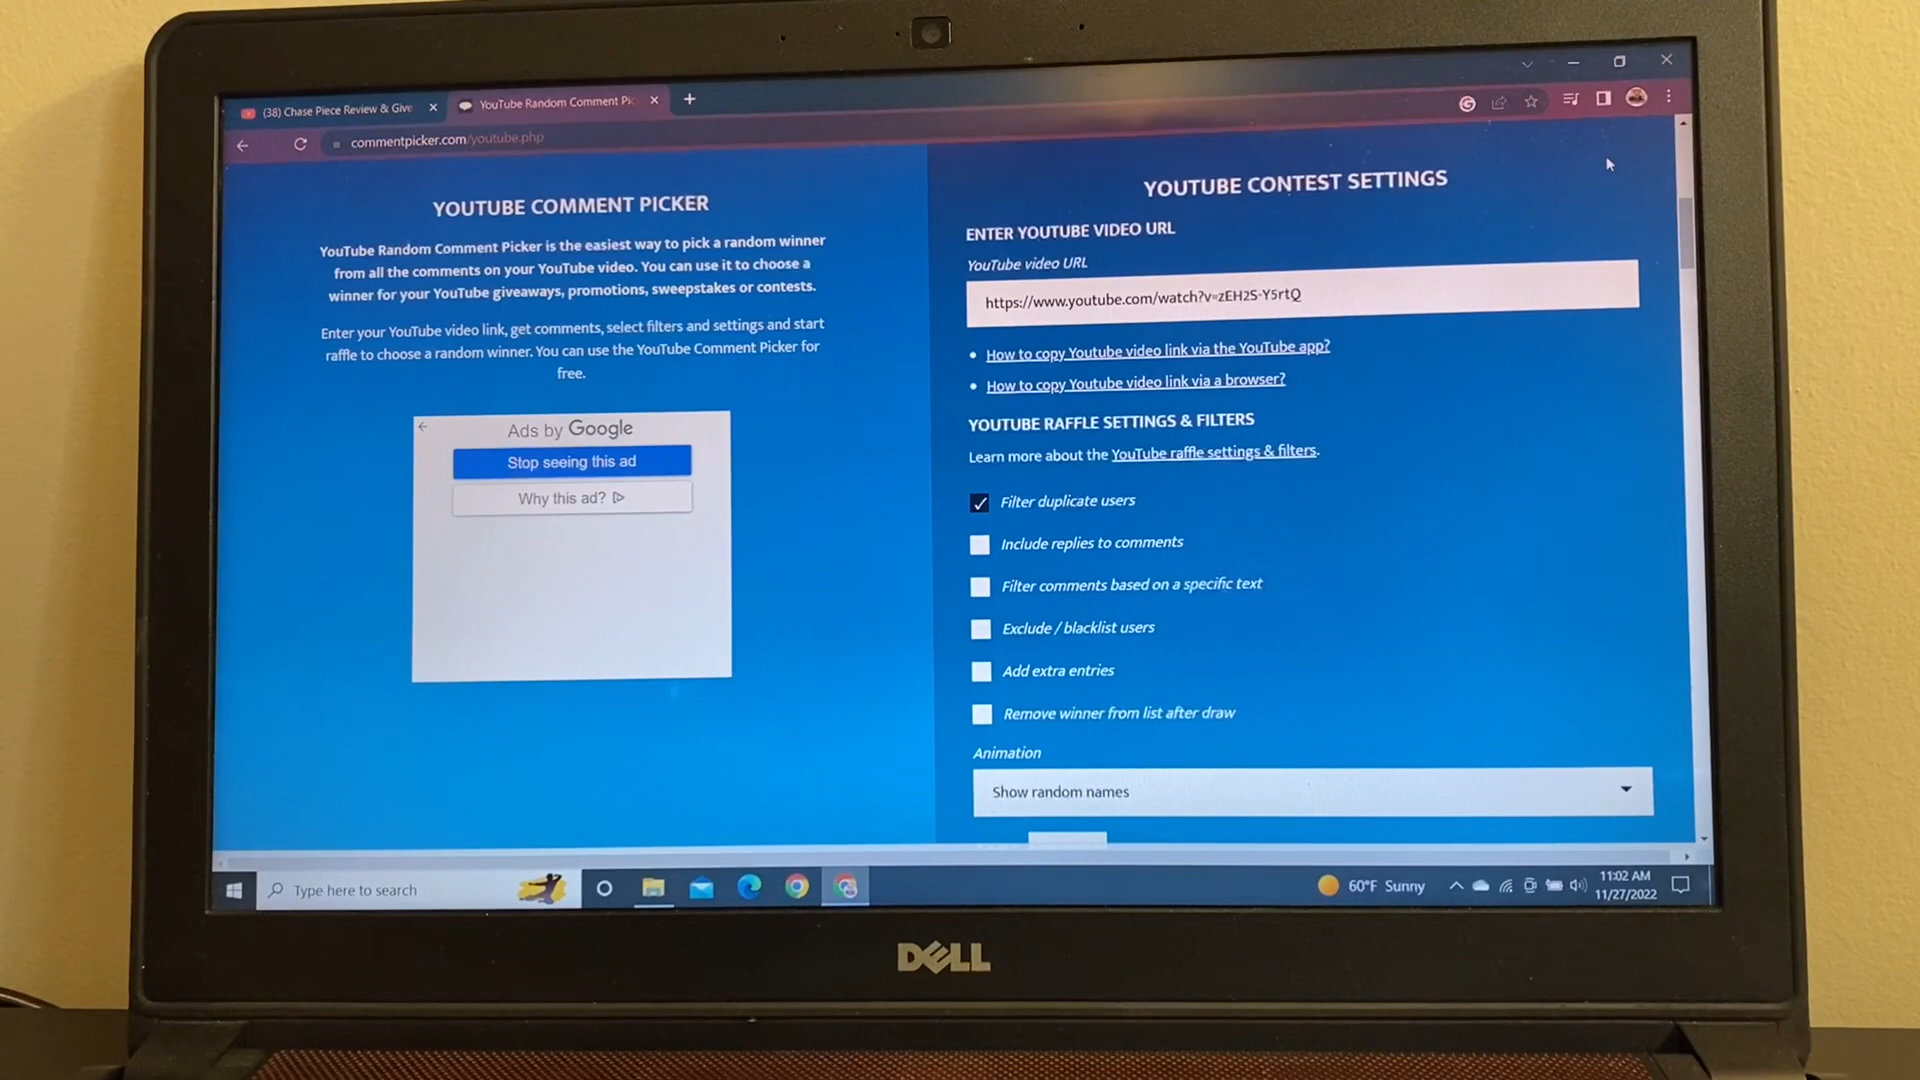 (38) Chase Piece Review & Give
YouTube Random Comment Pic
commentpicker.com/youtube.php
YOUTUBE COMMENT PICKER
YouTube Random Comment Picker is the easiest way to pick a random winner
from all the comments on your YouTube video. You can use it to choose a
winner for your YouTube giveaways, promotions, sweepstakes or contests.
Enter your YouTube video link, get comments, select filters and settings and start
raffle to choose a random winner. You can use the YouTube Comment Picker for
free.
Ads by Google
Stop seeing this ad
Why this ad?
YOUTUBE CONTEST SETTINGS
ENTER YOUTUBE VIDEO URL
YouTube video URL
https://www.youtube.com/watch?v=zEH2S-Y5rtQ
How to copy Youtube video link via the YouTube app?
How to copy Youtube video link via a browser?
YOUTUBE RAFFLE SETTINGS & FILTERS
Learn more about the YouTube raffle settings & filters.
Filter duplicate users
Include replies to comments
Filter comments based on a specific text
Exclude / blacklist users
Add extra entries
Remove winner from list after draw
Animation
Show random names
Type here to search
60°F Sunny
11:02 AM
11/27/2022
DELL